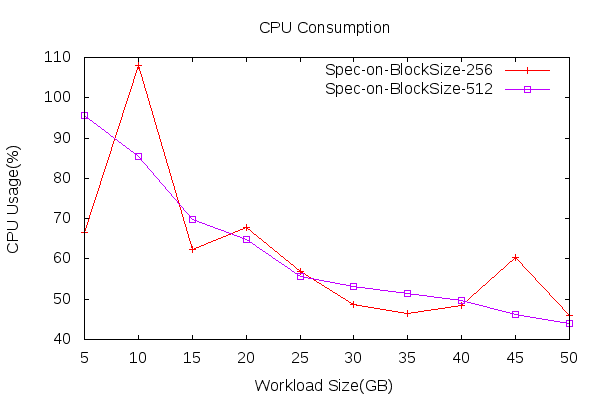 CPU Consumption
Spec-on-BlockSize-256
Spec-on-BlockSize-512
CPU Usage(%)
110
100
90
80
70
60
50
40
5 10 15 20 25 30 35 40 45 50
Workload Size(GB)